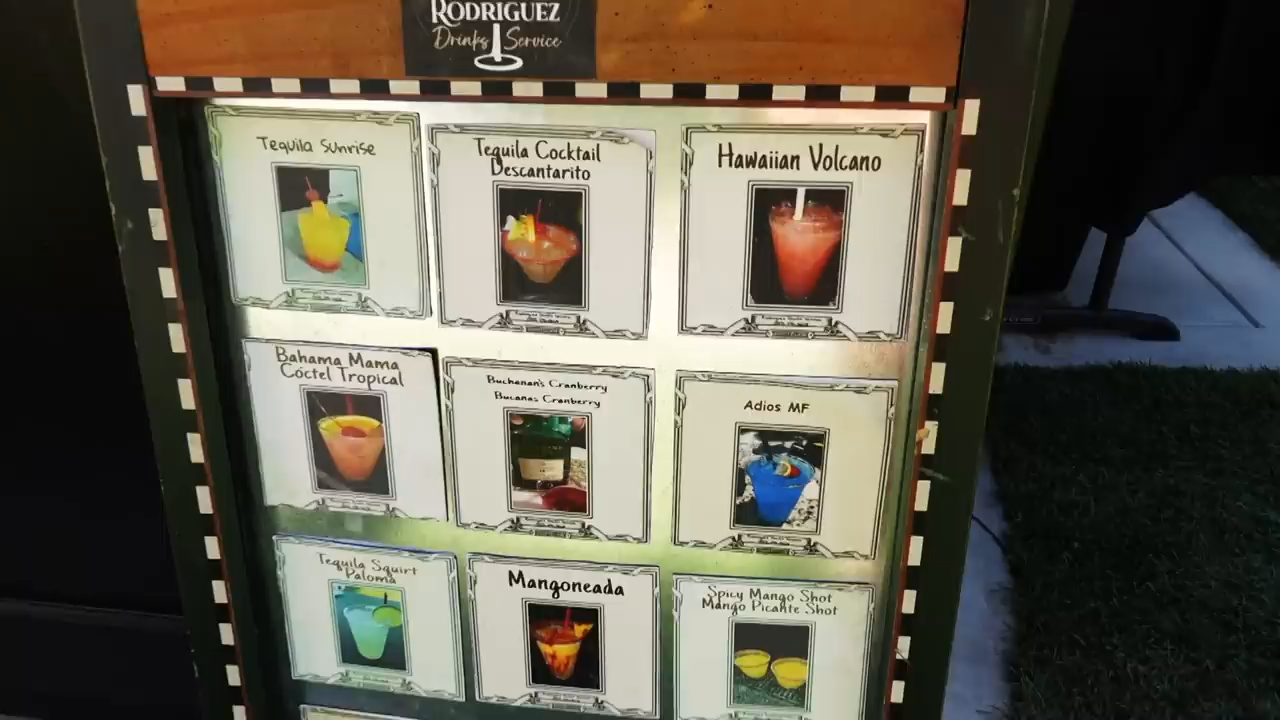 RODRIGUEZ
Drinks Service
Tequila Sunrise
Tequila Cocktail
Descantarito
Hawaiian Volcano
Bahama Mama
Cóctel Tropical
Buchanan's Cranberry
Bucanas Cranberry
Adios MF
Tequila Squirt
Paloma
Mangoneada
Spicy Mango Shot
Mango Picante Shot